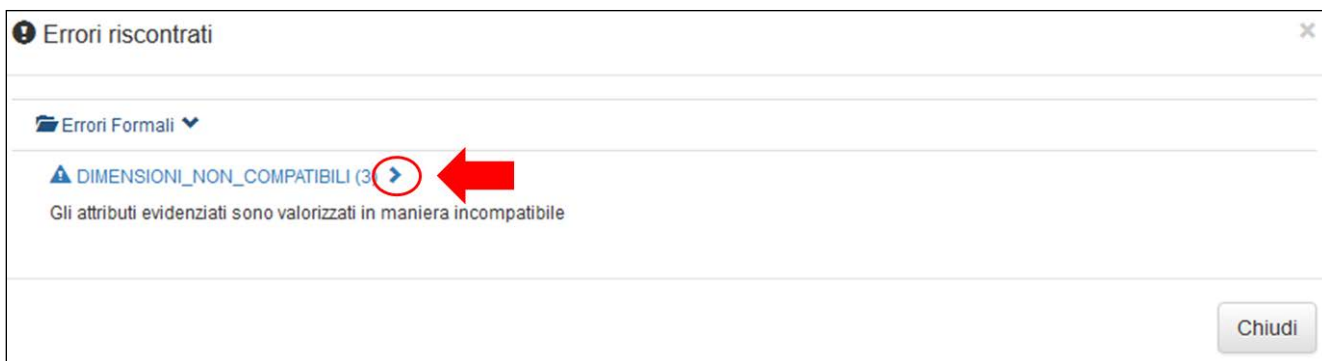 Errori riscontrati
Errori Formali
DIMENSIONI_NON_COMPATIBILI (3)
Gli attributi evidenziati sono valorizzati in maniera incompatibile
Chiudi